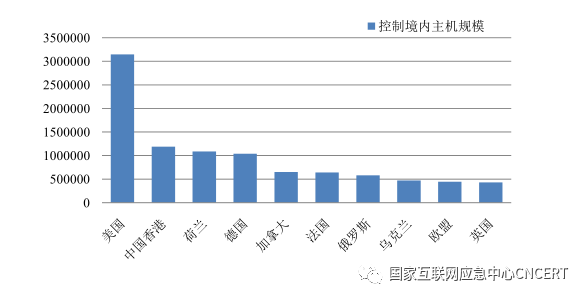 控制境内主机规模
3500000
3000000
2500000
2000000
1500000
1000000
500000
0
美国
中国香港
荷兰
德国
加拿大
法国
俄罗斯
乌克兰
欧盟
英国
国家互联网应急中心CNCERT